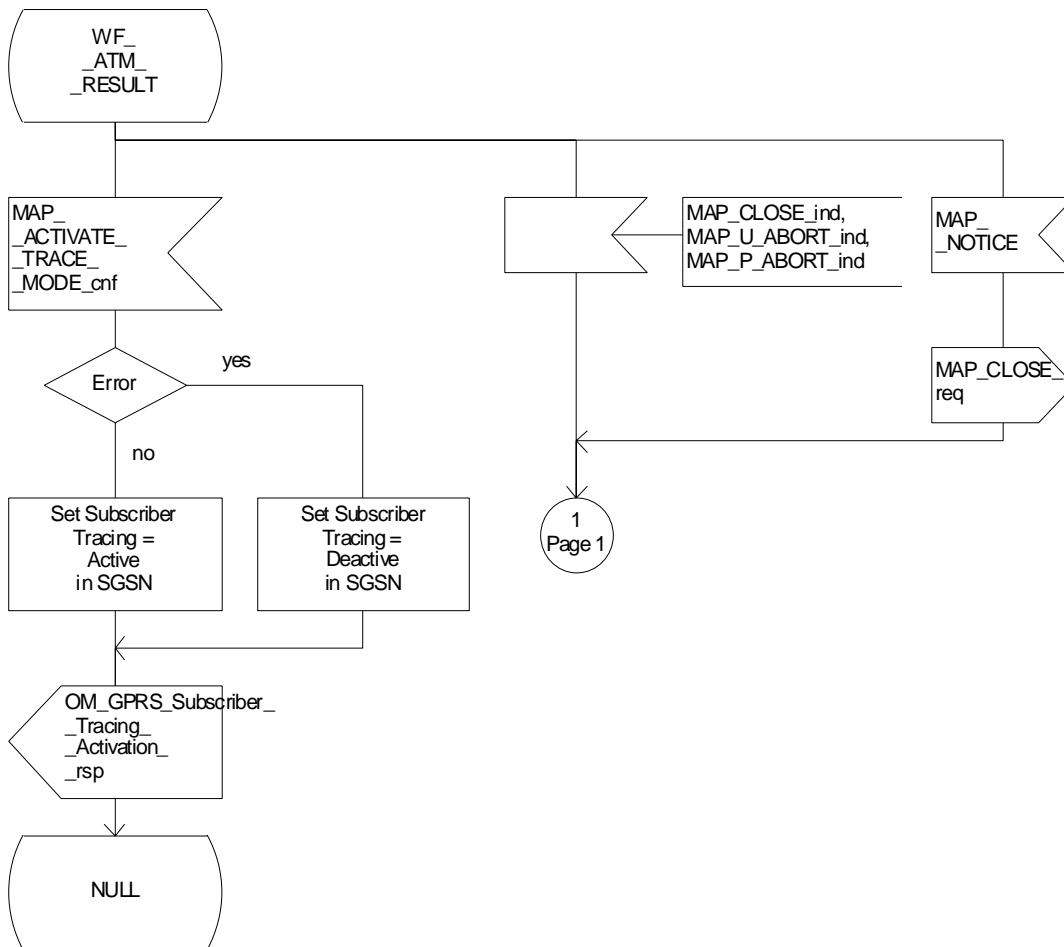 WF_
_ATM_
_RESULT
MAP_
_ACTIVATE_
_TRACE_
_MODE_cnf
MAP_CLOSE_ind,
MAP_U_ABORT_ind,
MAP_P_ABORT_ind
MAP_
_NOTICE
Error
yes
no
MAP_CLOSE_
req
Set Subscriber
Tracing =
Active
in SGSN
Set Subscriber
Tracing =
Deactive
in SGSN
1
Page 1
OM_GPRS_Subscriber_
_Tracing_
_Activation_
_rsp
NULL